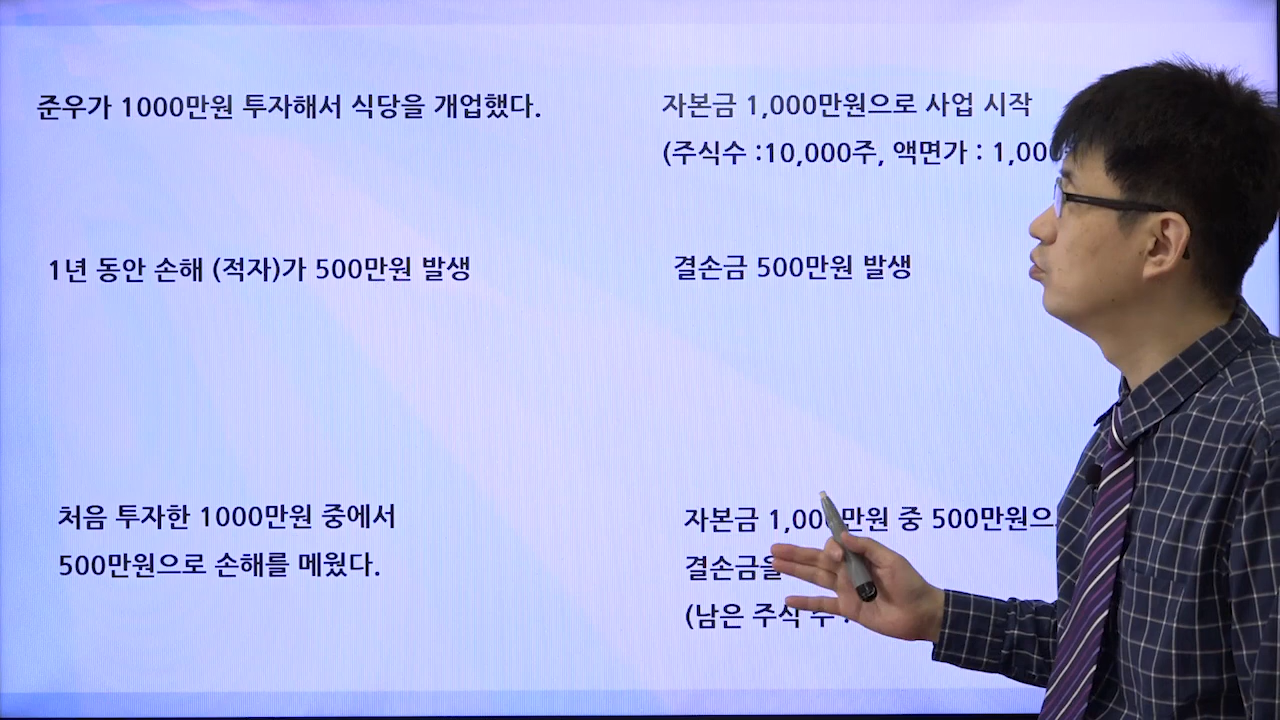 준우가 1000만원 투자해서 식당을 개업했다.
자본금 1,000만원으로 사업 시작
(주식수 :10,000주, 액면가 : 1,00
1년 동안 손해 (적자)가 500만원 발생
결손금 500만원 발생
처음 투자한 1000만원 중에서
500만원으로 손해를 메웠다.
자본금 1,000만원 중 500만원으
결손금을
(남은 주식 수 :